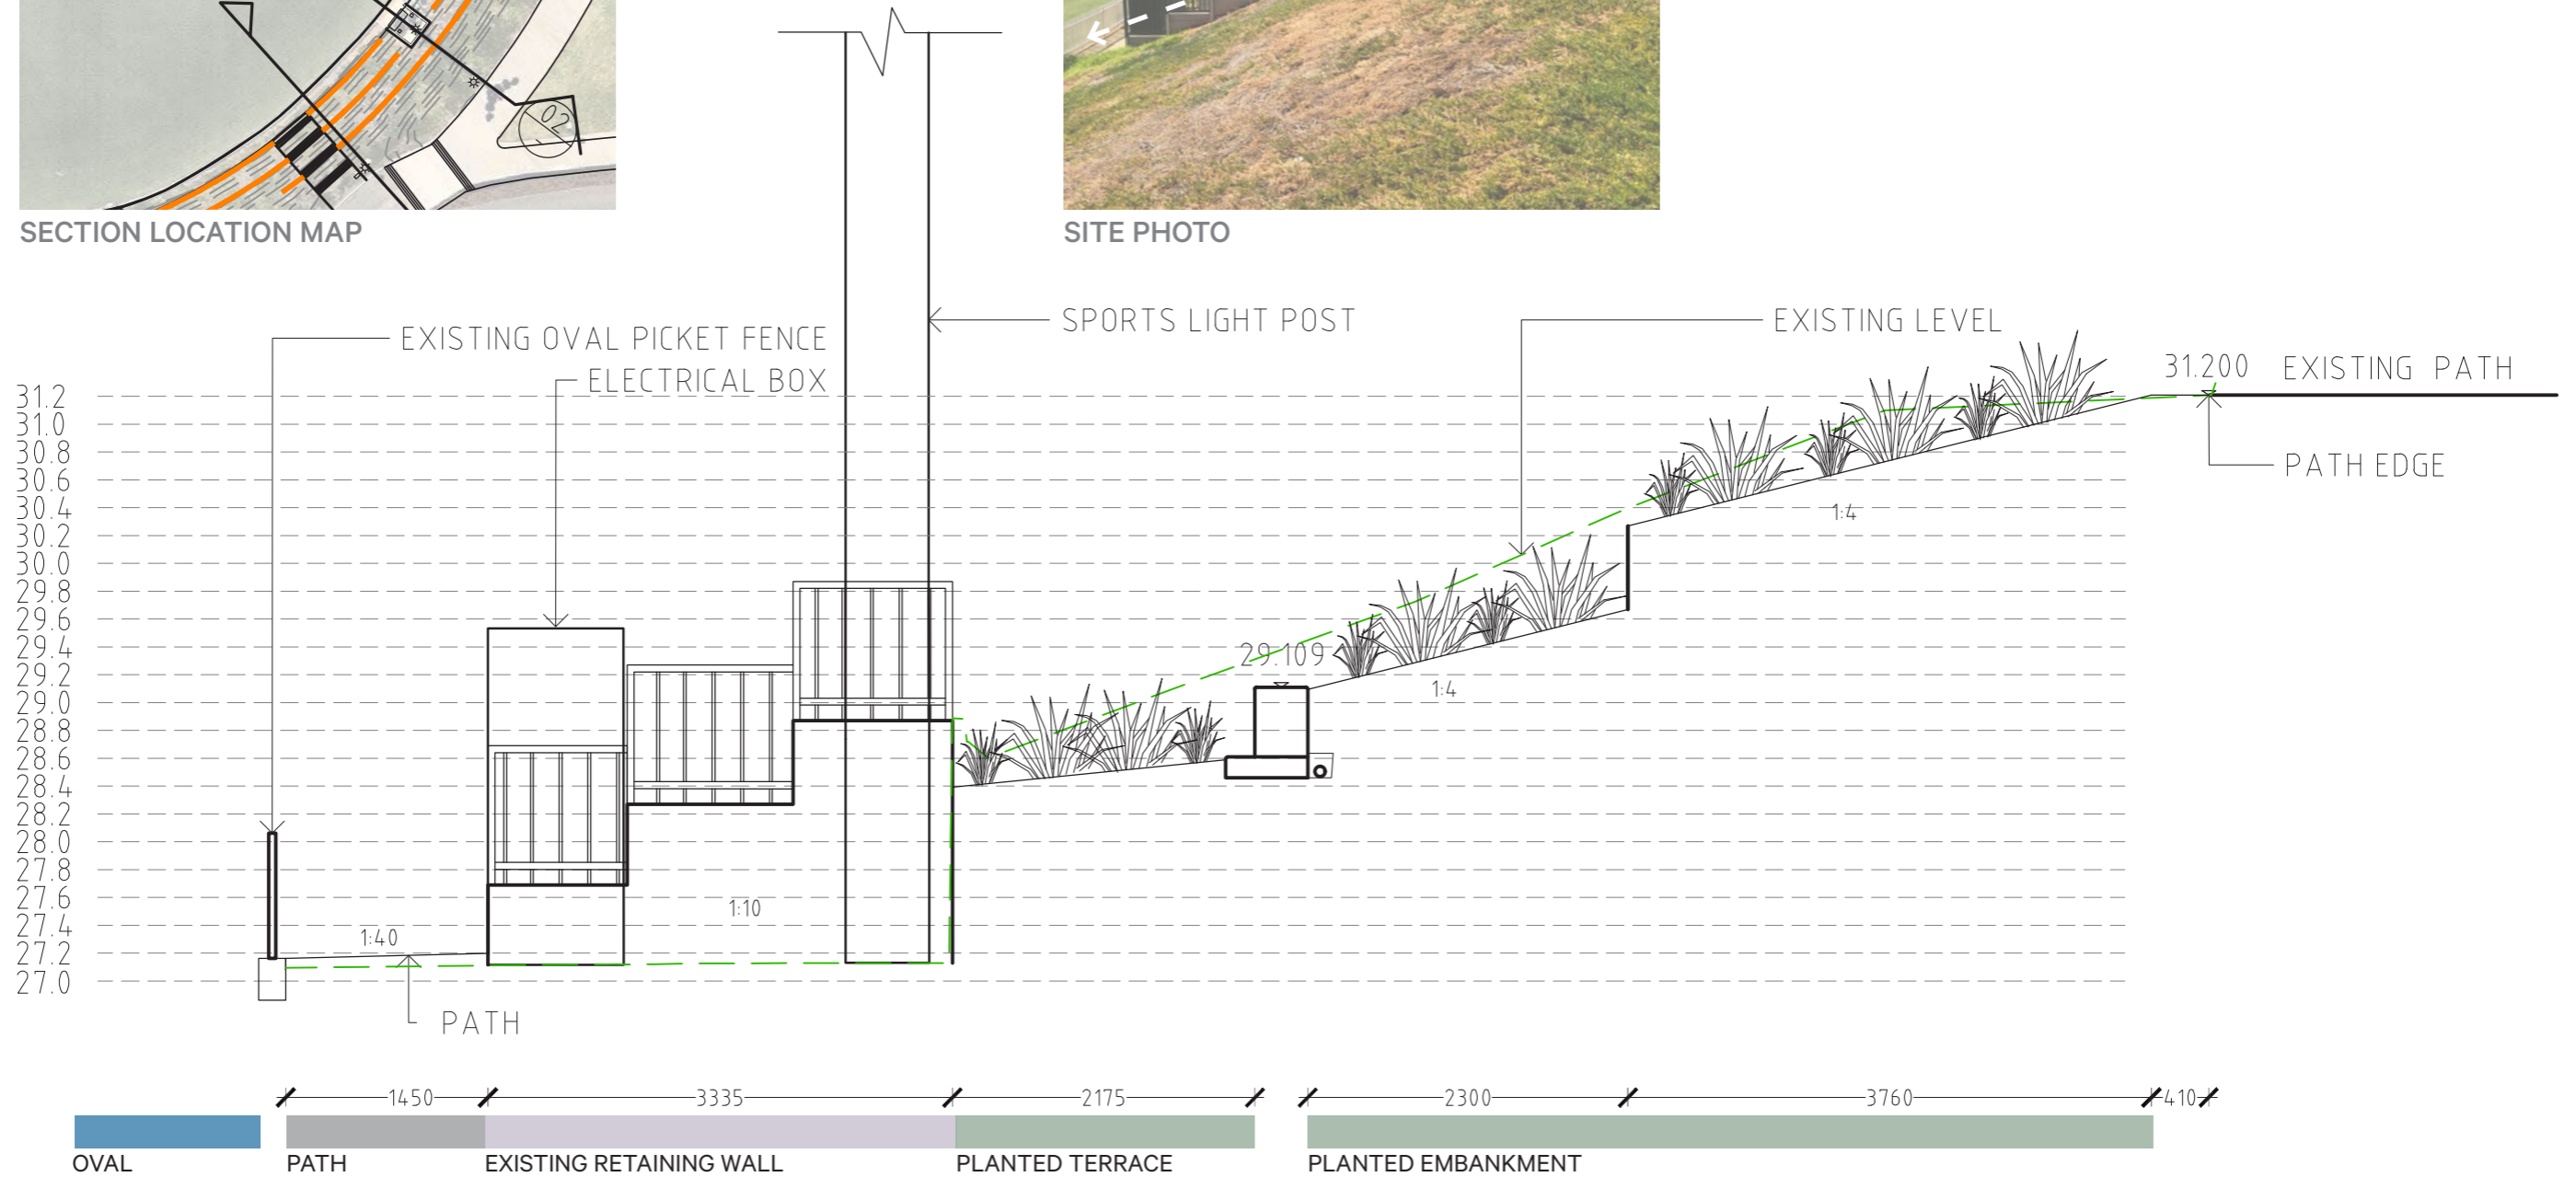 02
SECTION LOCATION MAP
SITE PHOTO
SPORTS LIGHT POST
EXISTING LEVEL
EXISTING OVAL PICKET FENCE
ELECTRICAL BOX
31.200 EXISTING PATH
PATH EDGE
31.2
31.0
30.8
30.6
30.4
30.2
30.0
29.8
29.6
29.4
29.2
29.0
28.8
28.6
28.4
28.2
28.0
27.8
27.6
27.4
27.2
27.0
1:4
29.109
1:4
1:10
1:40
PATH
1450
3335
2175
2300
3760
410
OVAL
PATH
EXISTING RETAINING WALL
PLANTED TERRACE
PLANTED EMBANKMENT